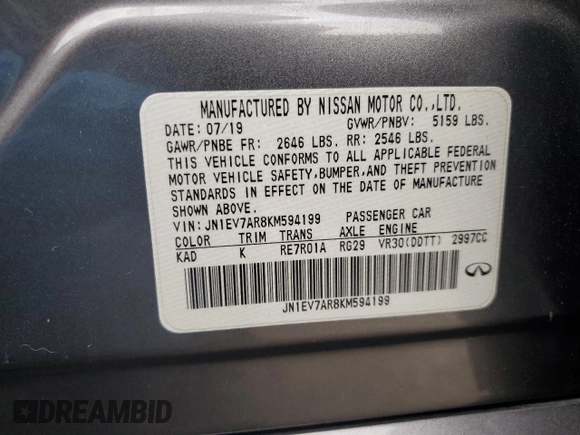 MANUFACTURED BY NISSAN MOTOR CO.,LTD.
DATE: 07/19 GVWR/PNBV: 5159 LBS.
GAWR/PNBE FR: 2646 LBS. RR: 2546 LBS.
THIS VEHICLE CONFORMS TO ALL APPLICABLE FEDERAL
MOTOR VEHICLE SAFETY,BUMPER,AND THEFT PREVENTION
STANDARDS IN EFFECT ON THE DATE OF MANUFACTURE
SHOWN ABOVE.
VIN: JN1EV7AR8KM594199 PASSENGER CAR
COLOR TRIM TRANS AXLE ENGINE
KAD K RE7R01A RG29 VR30(DDTT) 2997CC
JN1EV7AR8KM594199
DREAMBID